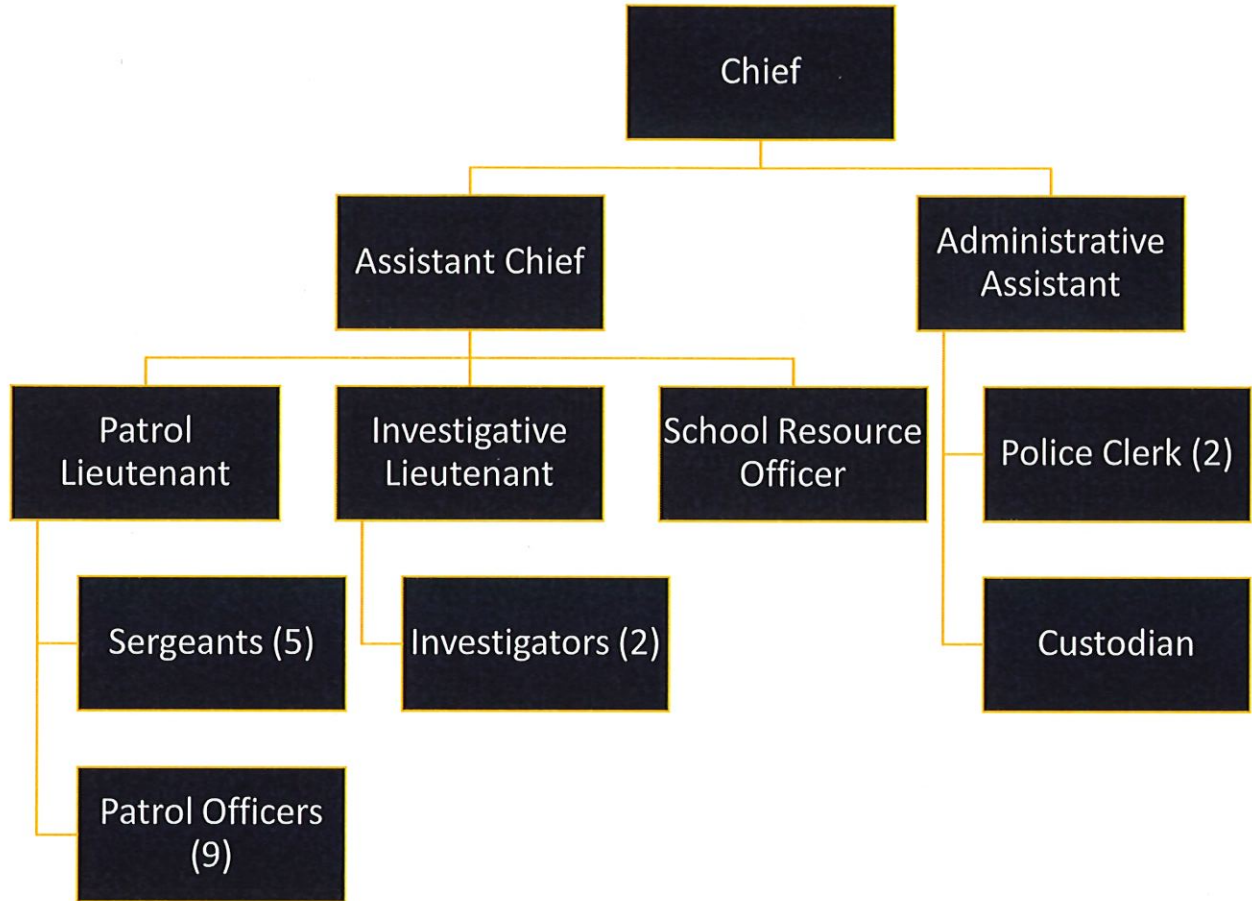 Chief
Assistant Chief
Administrative
Assistant
Patrol
Lieutenant
Investigative
Lieutenant
School Resource
Officer
Police Clerk (2)
Sergeants (5)
Investigators (2)
Custodian
Patrol Officers
(9)